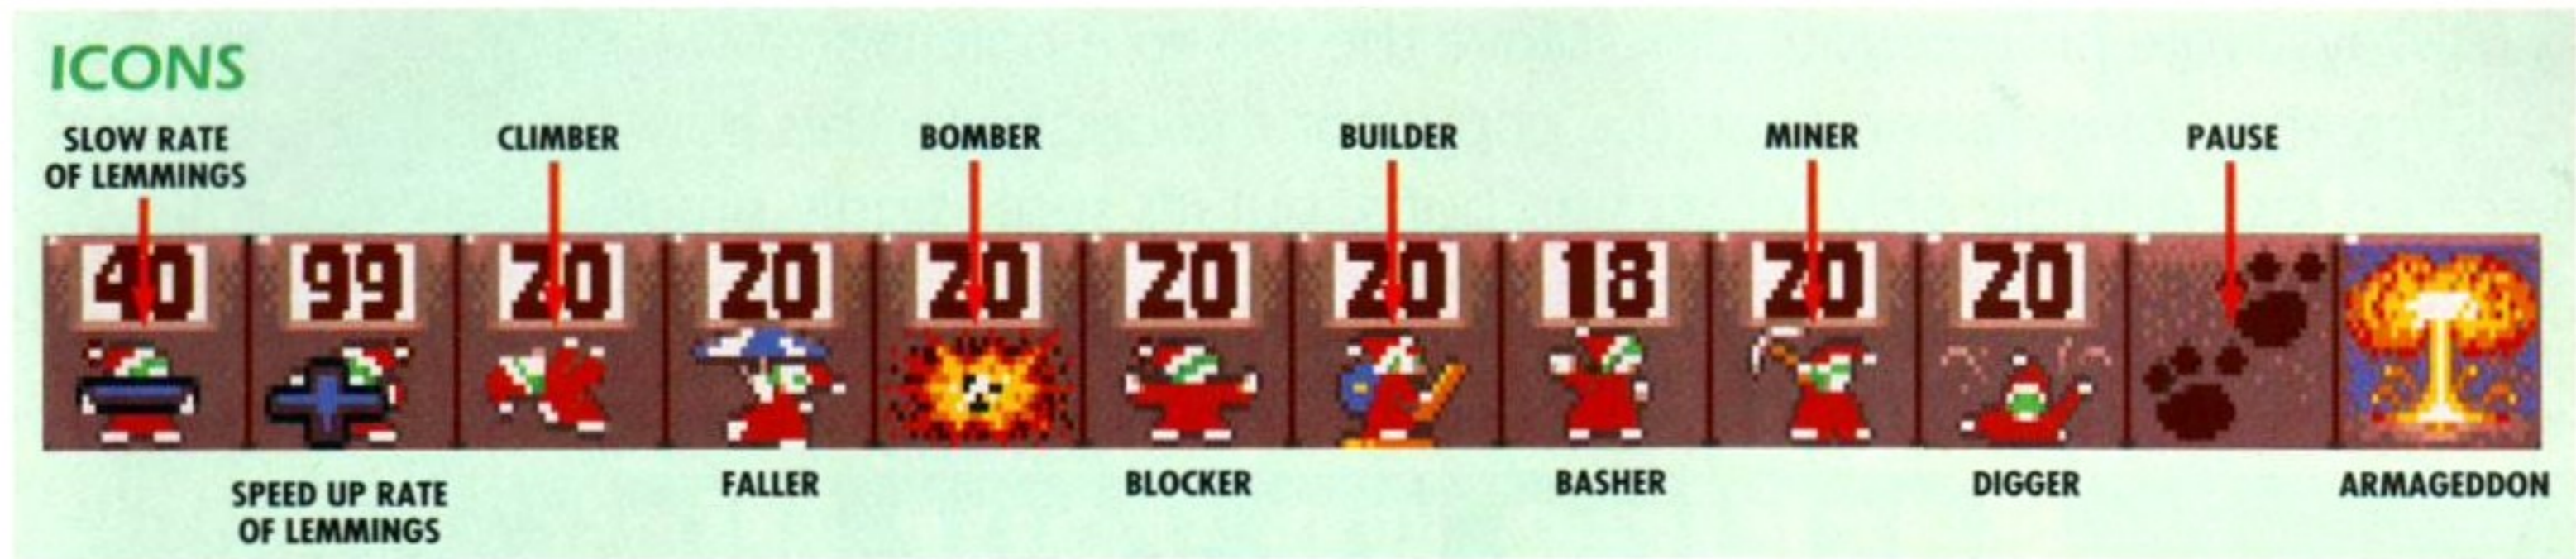 ICONS
SLOW RATE
OF LEMMINGS
CLIMBER
BOMBER
BUILDER
MINER
PAUSE
40 99 20 20 20 20 20 18 20 20
SPEED UP RATE
OF LEMMINGS
FALLER
BLOCKER
BASHER
DIGGER
ARMAGEDDON